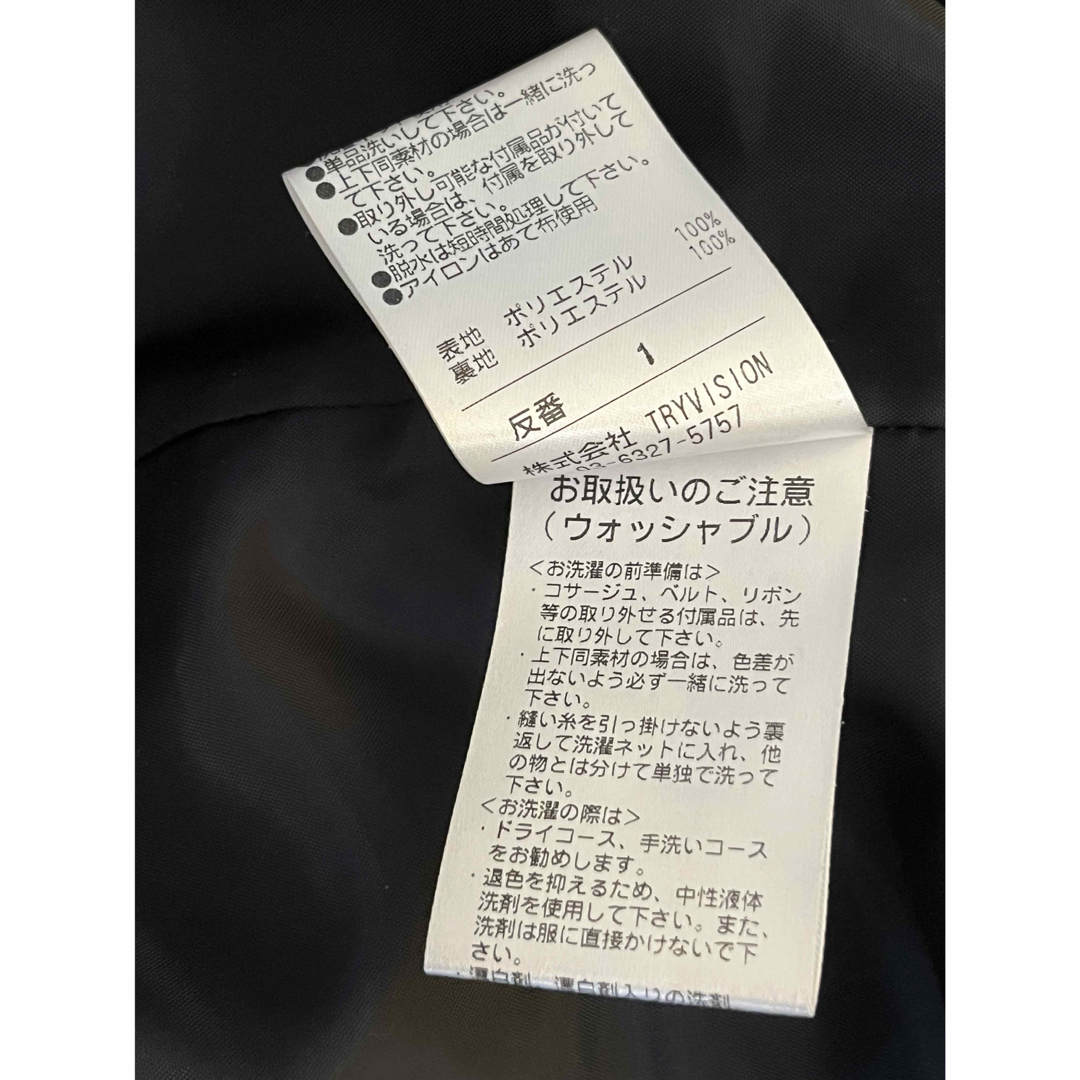 単品洗いして下さい。
●上下同素材の場合は一緒に洗っ
て下さい。
●取り外し可能な付属品が付いて
いる場合は、付属を取り外して
洗って下さい。
●脱水は短時間処理して下さい。
●アイロンはあて布使用
表地 ポリエステル 100%
裏地 ポリエステル 100%
反番 1
株式会社 TRYVISION
03-6327-5757
お取扱いのご注意
(ウォッシャブル)
<お洗濯の前準備は>
・コサージュ、ベルト、リボン
等の取り外せる付属品は、先
に取り外して下さい。
・上下同素材の場合は、色差が
出ないよう必ず一緒に洗って
下さい。
・縫い糸を引っ掛けないよう裏
返して洗濯ネットに入れ、他
の物とは分けて単独で洗って
下さい。
<お洗濯の際は>
・ドライコース、手洗いコース
をお勧めします。
・退色を抑えるため、中性液体
洗剤を使用して下さい。また、
洗剤は服に直接かけないで下
さい。
・漂白剤、漂白剤入りの洗剤